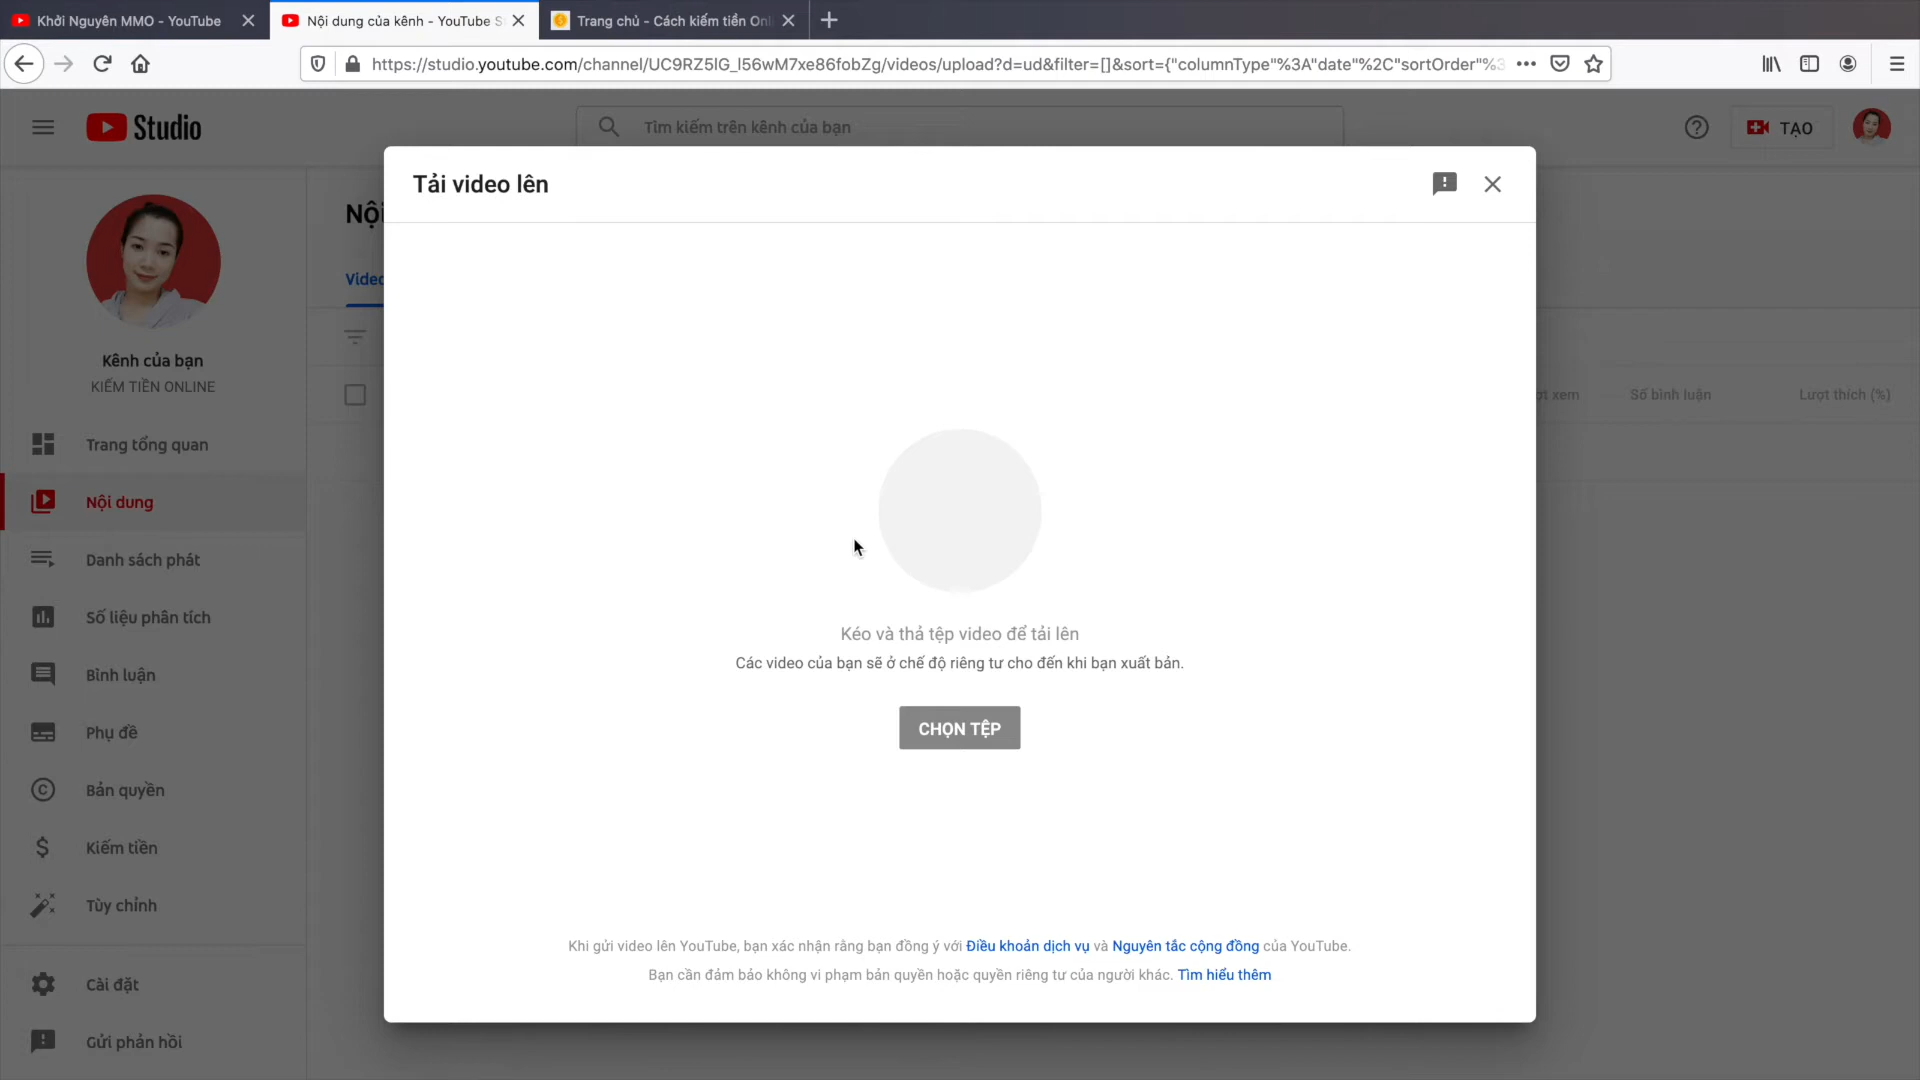 Khởi Nguyên MMO - YouTube
Nội dung của kênh - YouTube S
Trang chủ - Cách kiếm tiền Onl
https://studio.youtube.com/channel/UC9RZ5lG_l56wM7xe86fobZg/videos/upload?d=ud&filter=[]&sort={"columnType"%3A"date"%2C"sortOrder"%3
Studio
Tìm kiếm trên kênh của bạn
TẠO
Tải video lên
Nội
Video
Kênh của bạn
KIẾM TIỀN ONLINE
ợt xem
Số bình luận
Lượt thích (%)
Trang tổng quan
Nội dung
Danh sách phát
Số liệu phân tích
Bình luận
Phụ đề
Bản quyền
Kiếm tiền
Tùy chỉnh
Cài đặt
Gửi phản hồi
Kéo và thả tệp video để tải lên
Các video của bạn sẽ ở chế độ riêng tư cho đến khi bạn xuất bản.
CHỌN TỆP
Khi gửi video lên YouTube, bạn xác nhận rằng bạn đồng ý với Điều khoản dịch vụ và Nguyên tắc cộng đồng của YouTube.
Bạn cần đảm bảo không vi phạm bản quyền hoặc quyền riêng tư của người khác. Tìm hiểu thêm